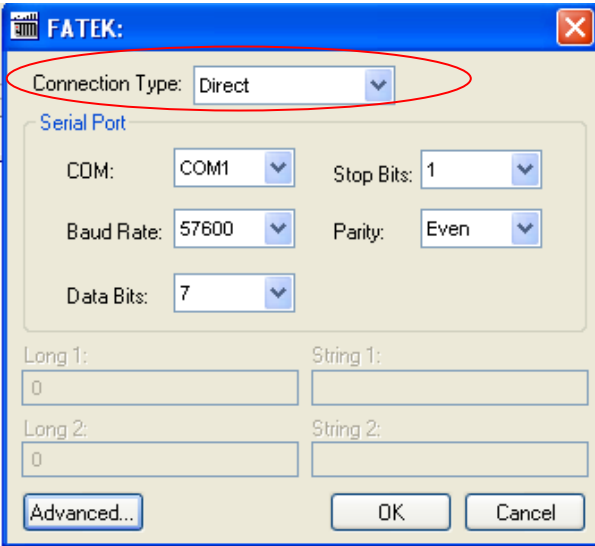 FATEK:
Connection Type: Direct
Serial Port
COM: COM1 Stop Bits: 1
Baud Rate: 57600 Parity: Even
Data Bits: 7
Long 1: String 1:
0
Long 2: String 2:
0
Advanced... OK Cancel